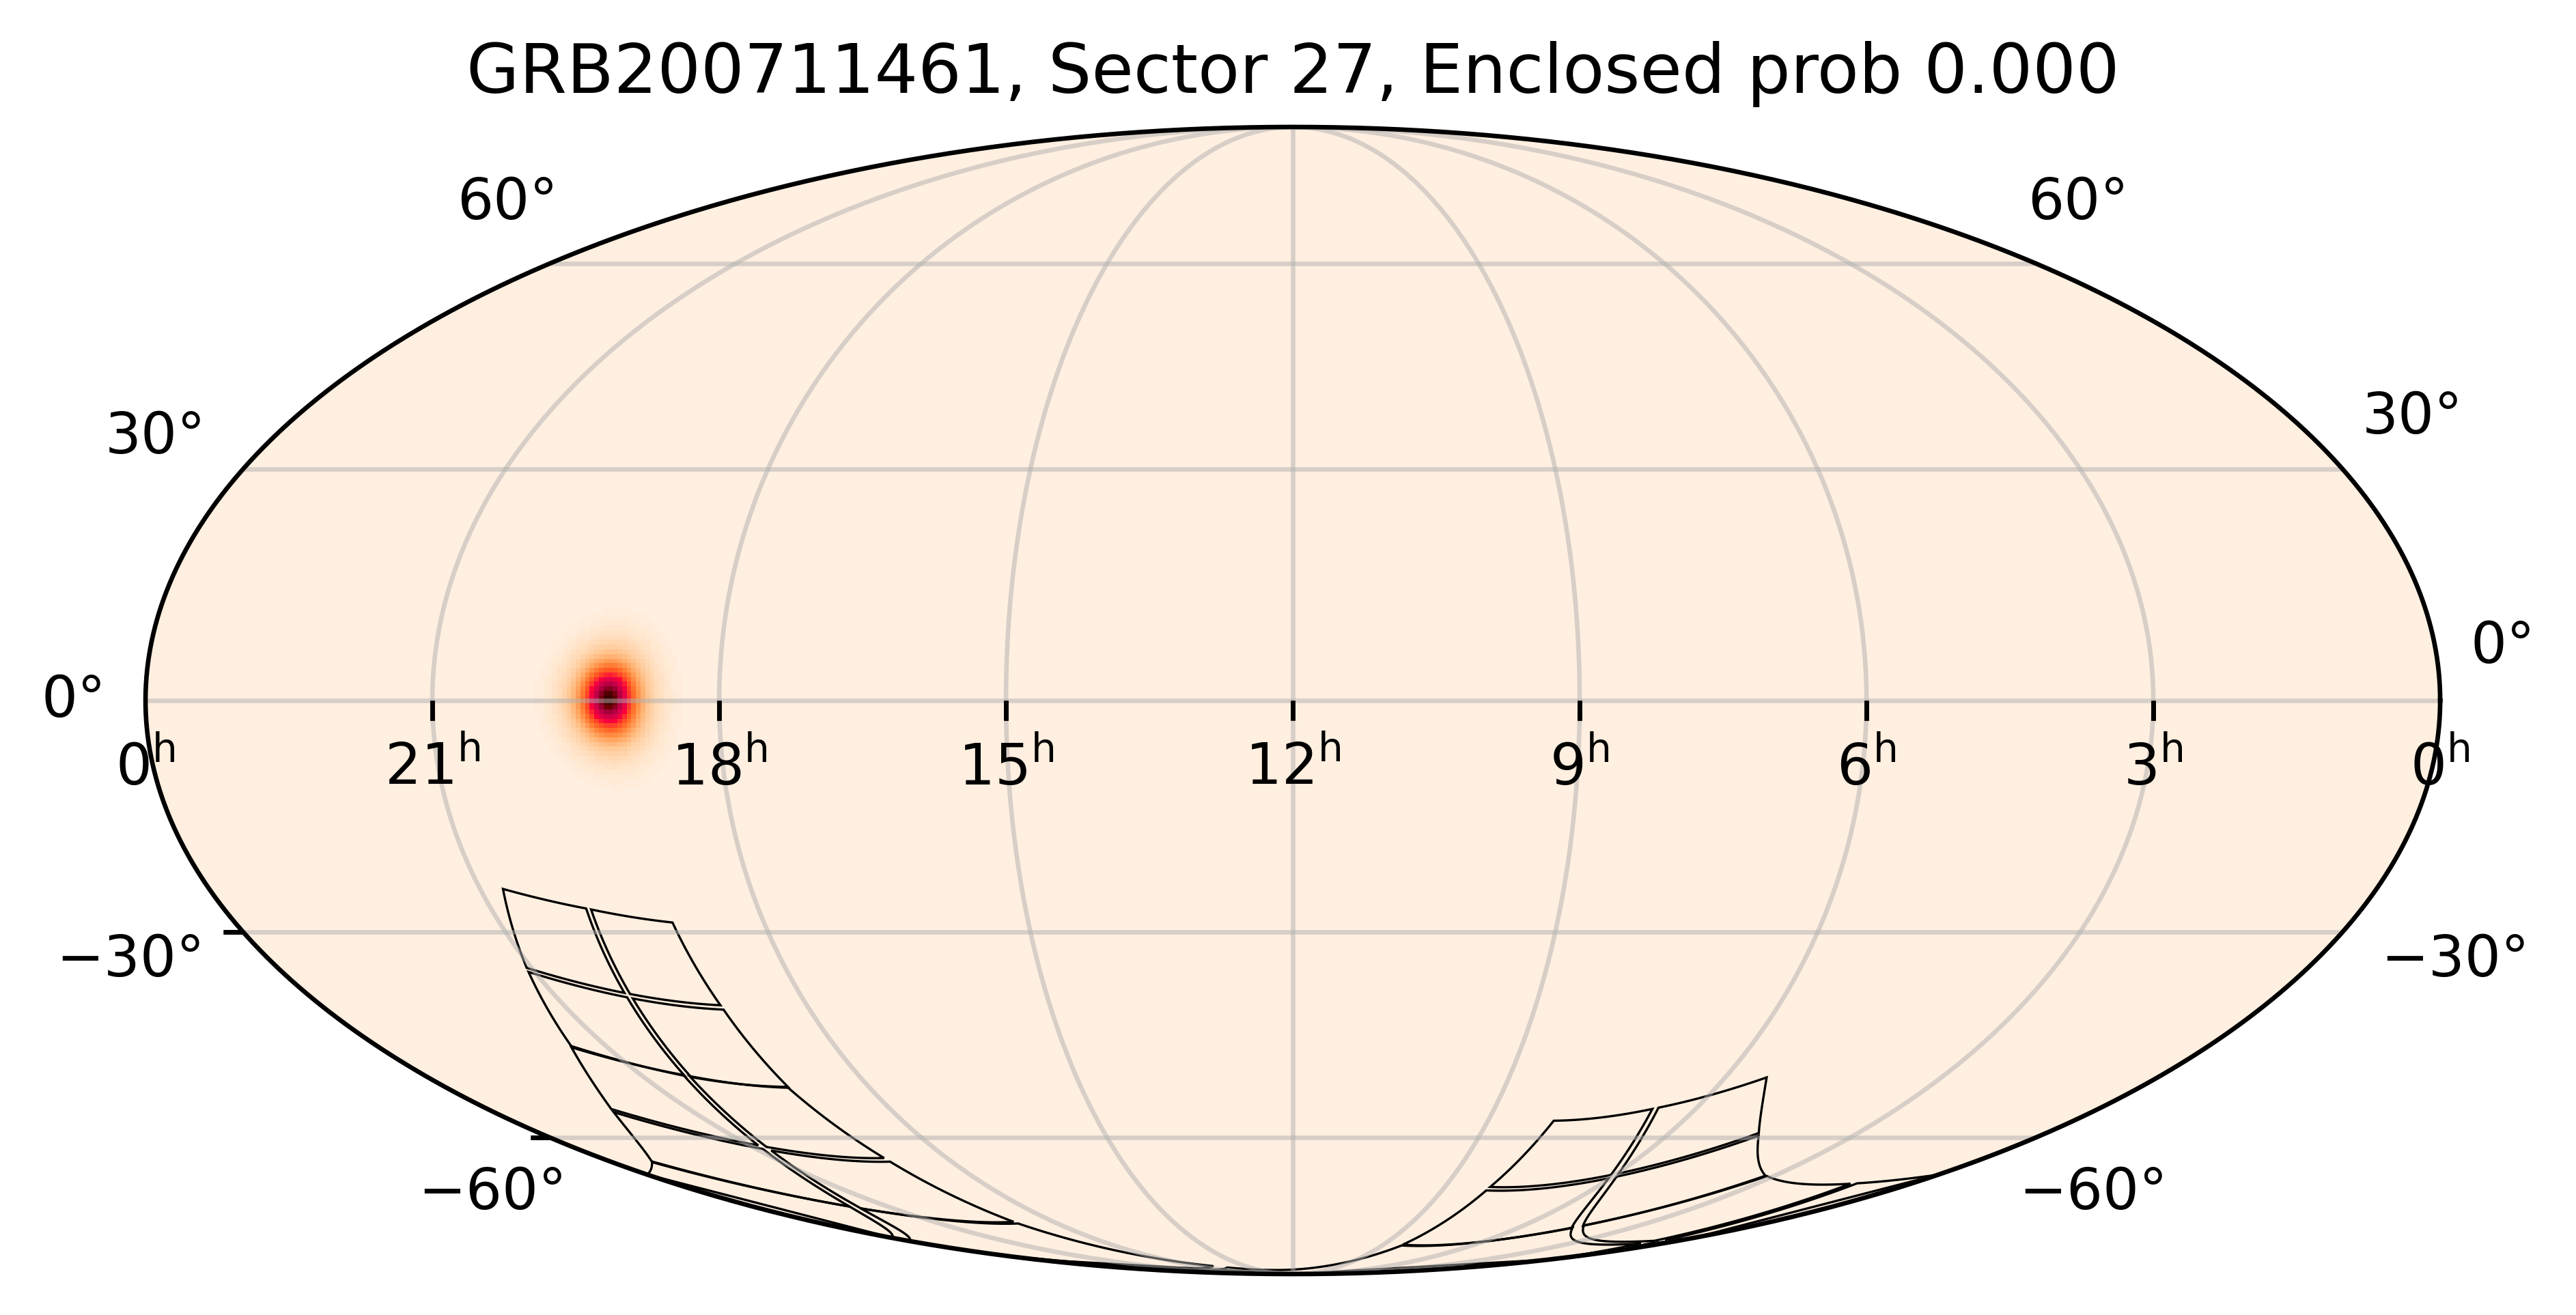 GRB200711461, Sector 27, Enclosed prob 0.000
60° 60°
30° 30°
0° 0°
0ʰ 21ʰ 18ʰ 15ʰ 12ʰ 9ʰ 6ʰ 3ʰ 0ʰ
−30° −30°
−60° −60°